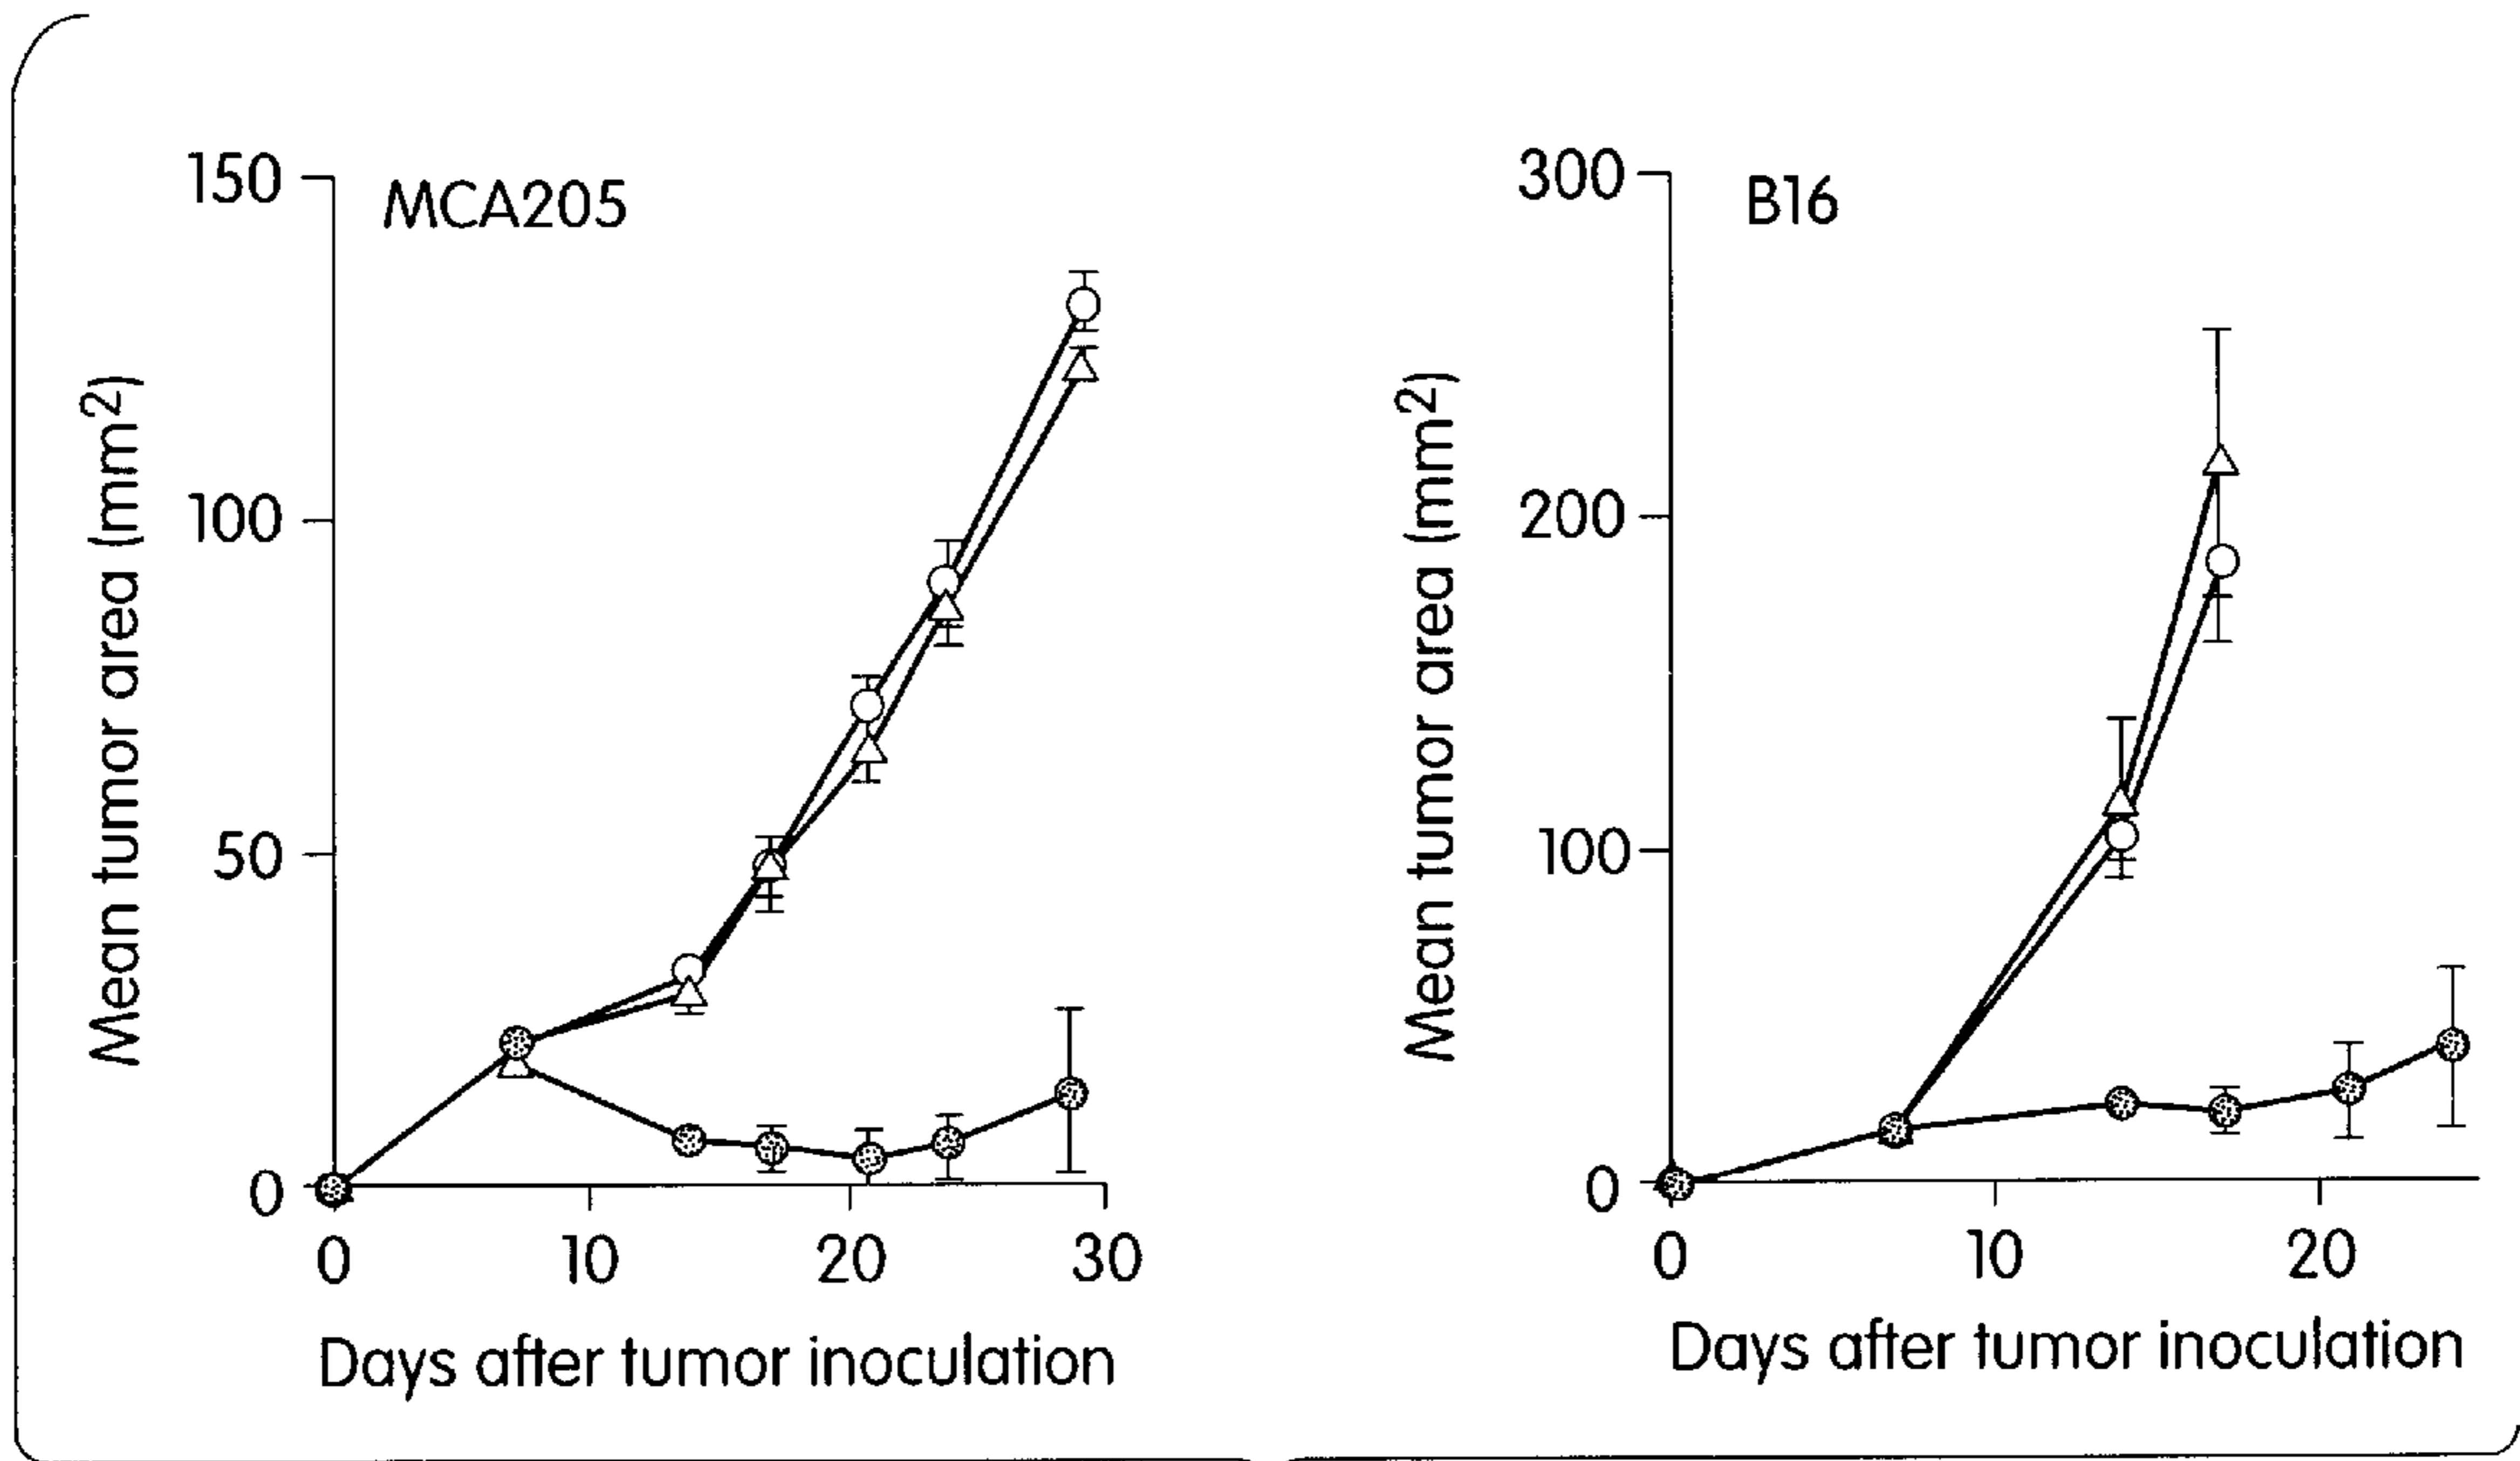 150
MCA205
100
50
0
0 10 20 30
Mean tumor area (mm2)
Days after tumor inoculation
300
B16
200
100
0
0 10 20
Mean tumor area (mm2)
Days after tumor inoculation